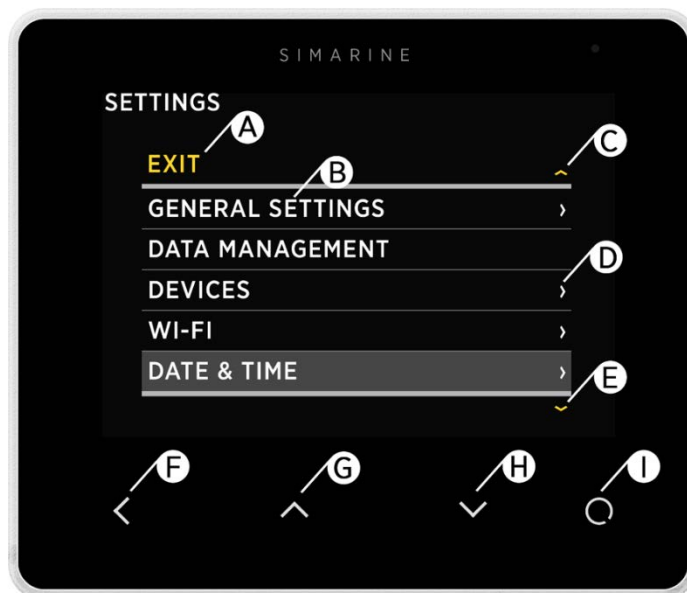 SIMARINE
SETTINGS
A
EXIT
C
B
GENERAL SETTINGS
DATA MANAGEMENT
D
DEVICES
WI-FI
DATE & TIME
E
F
G
H
I